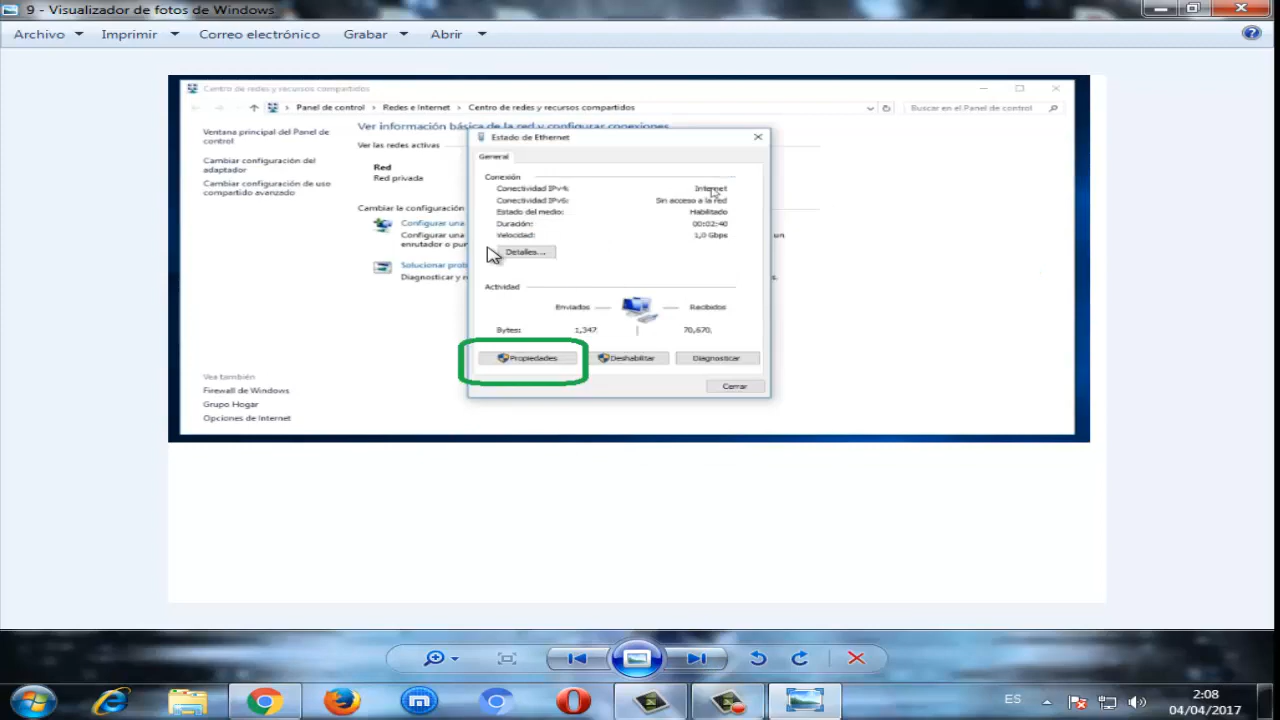 9 - Visualizador de fotos de Windows
Archivo Imprimir Correo electrónico Grabar Abrir
Centro de redes y recursos compartidos
Panel de control > Redes e Internet > Centro de redes y recursos compartidos
Buscar en el Panel de control
Ventana principal del Panel de
control
Cambiar configuración del
adaptador
Cambiar configuración de uso
compartido avanzado
Ver información básica de la red y configurar conexiones
Ver las redes activas
Red
Red privada
Cambiar la configuración
Configurar una
Configurar una
enrutador o pur
un
Solucionar prob
Diagnosticar y r
s.
Estado de Ethernet
General
Conexión
Conectividad IPv4: Internet
Conectividad IPv6: Sin acceso a la red
Estado del medio: Habilitado
Duración: 00:02:40
Velocidad: 1,0 Gbps
Detalles...
Actividad
Enviados — — Recibidos
Bytes: 1,347 | 70,670
Propiedades Deshabilitar Diagnosticar
Cerrar
Vea también
Firewall de Windows
Grupo Hogar
Opciones de Internet
ES
2:08
04/04/2017